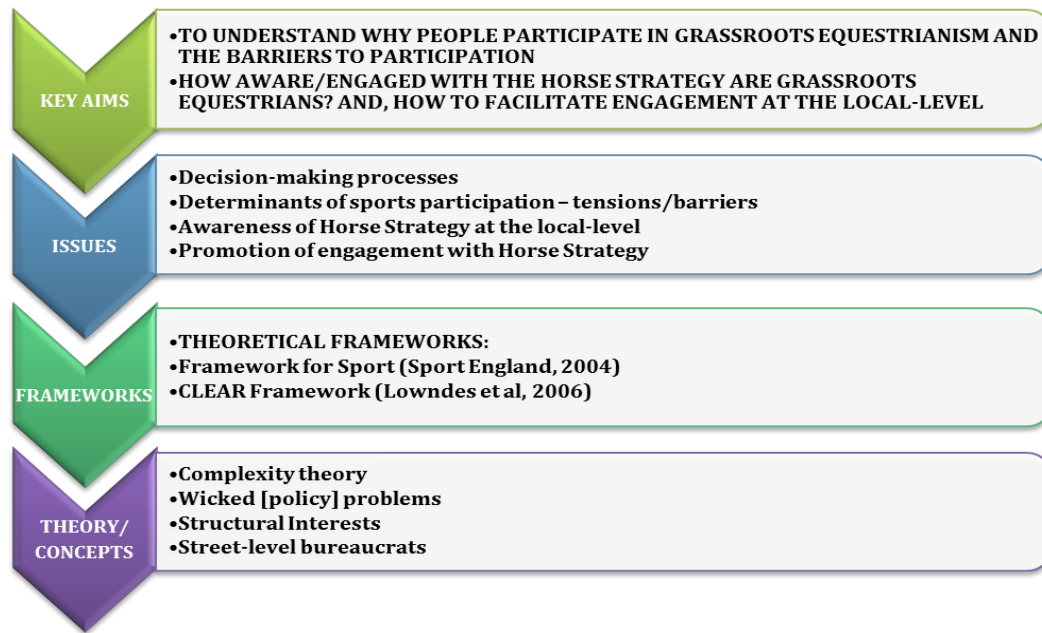 KEY AIMS
•TO UNDERSTAND WHY PEOPLE PARTICIPATE IN GRASSROOTS EQUESTRIANISM AND
THE BARRIERS TO PARTICIPATION
•HOW AWARE/ENGAGED WITH THE HORSE STRATEGY ARE GRASSROOTS
EQUESTRIANS? AND, HOW TO FACILITATE ENGAGEMENT AT THE LOCAL-LEVEL
ISSUES
•Decision-making processes
•Determinants of sports participation – tensions/barriers
•Awareness of Horse Strategy at the local-level
•Promotion of engagement with Horse Strategy
FRAMEWORKS
•THEORETICAL FRAMEWORKS:
•Framework for Sport (Sport England, 2004)
•CLEAR Framework (Lowndes et al, 2006)
THEORY/
CONCEPTS
•Complexity theory
•Wicked [policy] problems
•Structural Interests
•Street-level bureaucrats